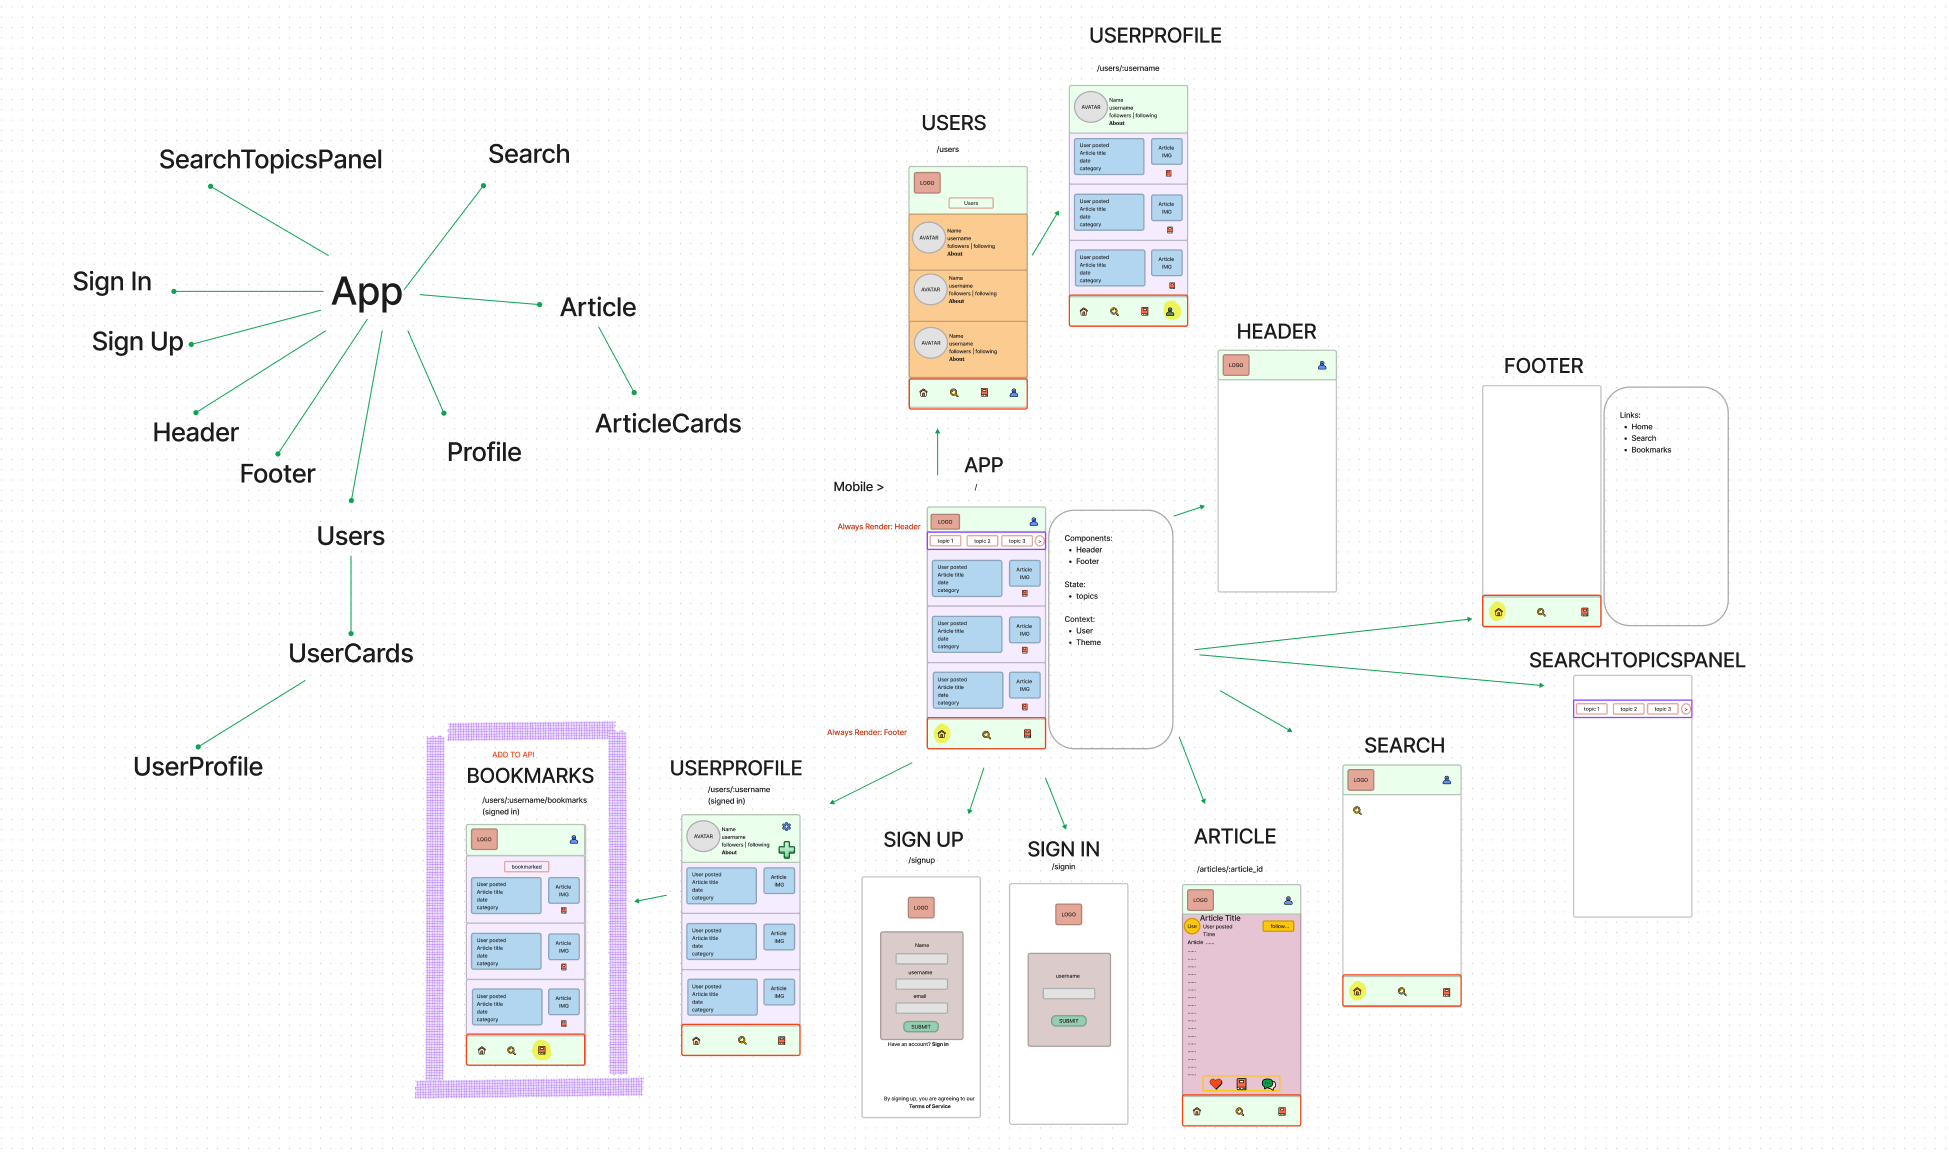 SearchTopicsPanel
Search
Sign In
App
Article
Sign Up
Header
Footer
Profile
ArticleCards
Users
UserCards
UserProfile
USERPROFILE
/users/:username
AVATAR
Name
username
followers | following
About
User posted
Article title
date
category
Article
IMG
User posted
Article title
date
category
Article
IMG
User posted
Article title
date
category
Article
IMG
USERS
/users
LOGO
Users
AVATAR
Name
username
followers | following
About
AVATAR
Name
username
followers | following
About
AVATAR
Name
username
followers | following
About
HEADER
LOGO
FOOTER
Links:
• Home
• Search
• Bookmarks
APP
/
Mobile >
Always Render: Header
LOGO
topic 1
topic 2
topic 3
>
User posted
Article title
date
category
Article
IMG
User posted
Article title
date
category
Article
IMG
User posted
Article title
date
category
Article
IMG
Always Render: Footer
Components:
• Header
• Footer
State:
• topics
Context:
• User
• Theme
SEARCHTOPICSPANEL
topic 1
topic 2
topic 3
>
SEARCH
LOGO
ADD TO API
BOOKMARKS
/users/:username/bookmarks
(signed in)
LOGO
bookmarked
User posted
Article title
date
category
Article
IMG
User posted
Article title
date
category
Article
IMG
User posted
Article title
date
category
Article
IMG
USERPROFILE
/users/:username
(signed in)
AVATAR
Name
username
followers | following
About
User posted
Article title
date
category
Article
IMG
User posted
Article title
date
category
Article
IMG
User posted
Article title
date
category
Article
IMG
SIGN UP
/signup
LOGO
Name
username
email
SUBMIT
Have an account? Sign in
By signing up, you are agreeing to our
Terms of Service
SIGN IN
/signin
LOGO
username
SUBMIT
ARTICLE
/articles/:article_id
LOGO
Article Title
Use
User posted
Time
follow...
Article .....